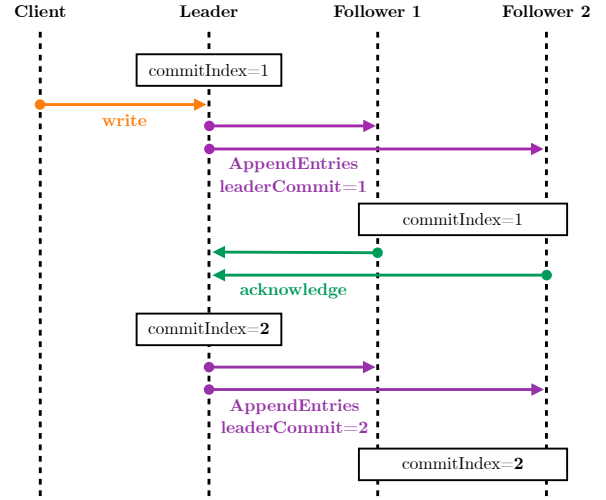 Client Leader Follower 1 Follower 2
commitIndex=1
write
AppendEntries
leaderCommit=1
commitIndex=1
acknowledge
commitIndex=2
AppendEntries
leaderCommit=2
commitIndex=2